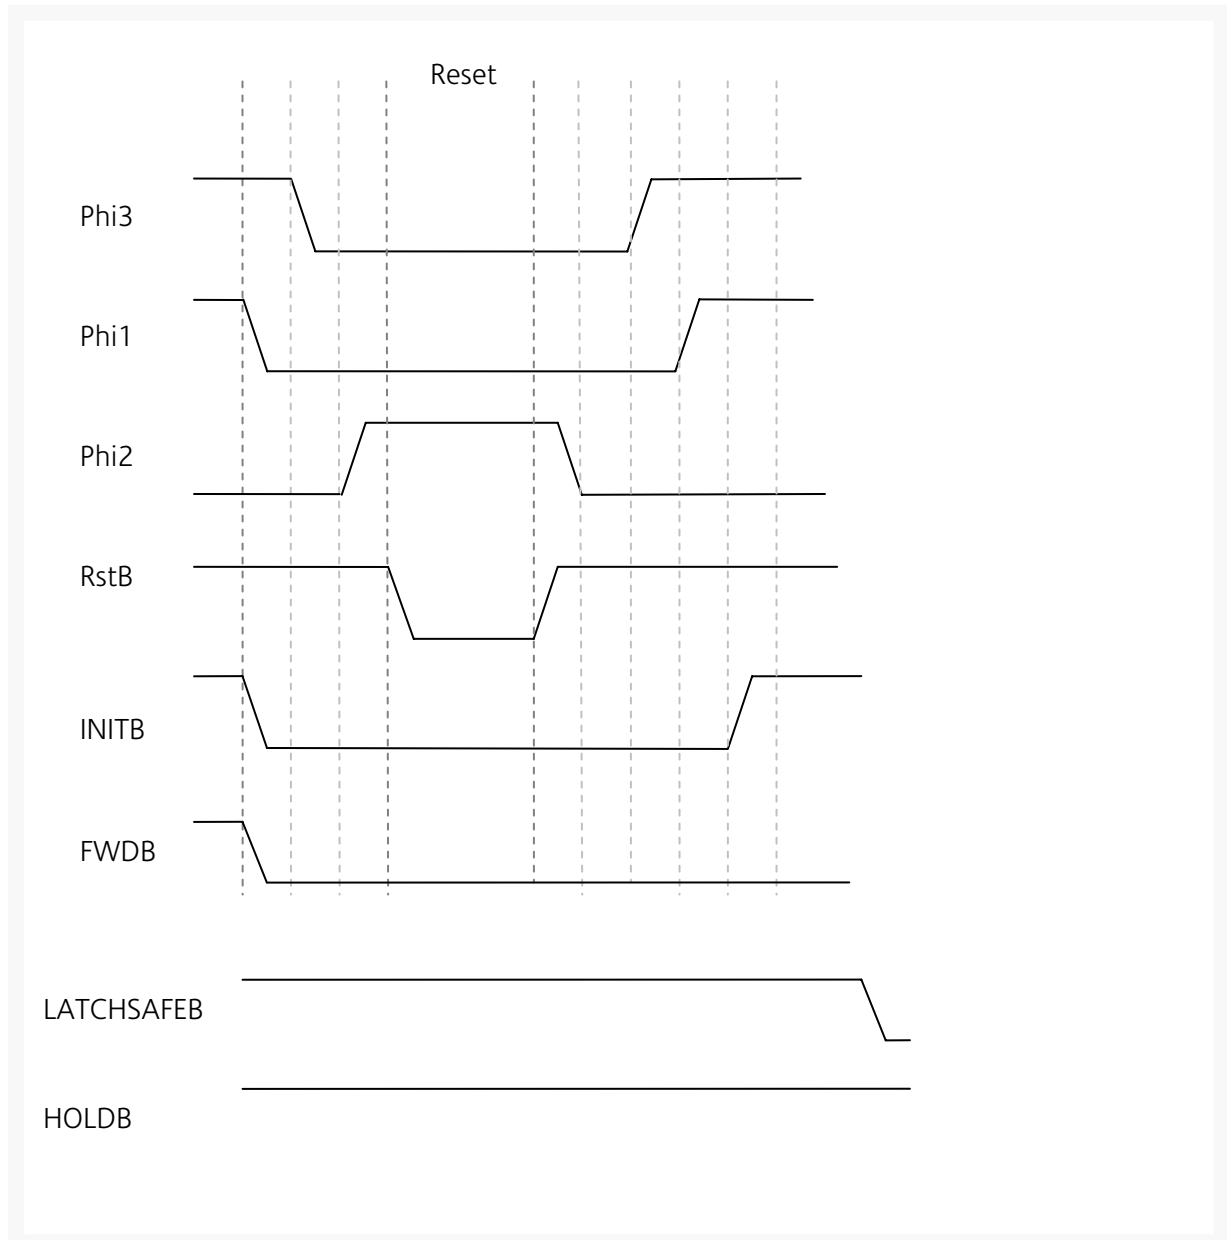 Reset
Phi3
Phi1
Phi2
RstB
INITB
FWDB
LATCHSAFEB
HOLDB